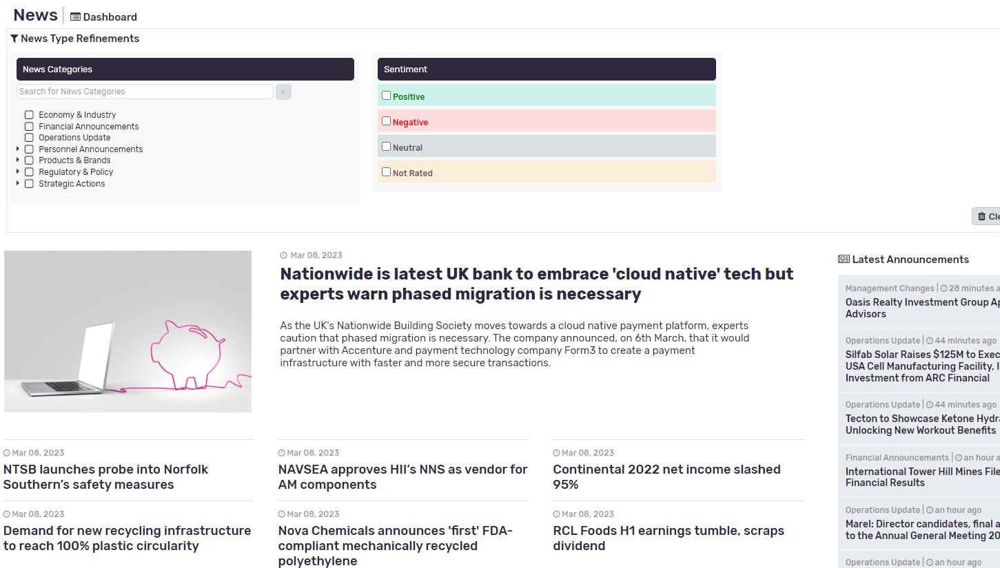 News
Dashboard
News Type Refinements
News Categories
Search for News Categories
×
Economy & Industry
Financial Announcements
Operations Update
Personnel Announcements
Products & Brands
Regulatory & Policy
Strategic Actions
Sentiment
Positive
Negative
Neutral
Not Rated
Mar 08, 2023
Nationwide is latest UK bank to embrace 'cloud native' tech but
experts warn phased migration is necessary
As the UK's Nationwide Building Society moves towards a cloud native payment platform, experts
caution that phased migration is necessary. The company announced, on 6th March, that it would
partner with Accenture and payment technology company Form3 to create a payment
infrastructure with faster and more secure transactions.
Mar 08, 2023
NTSB launches probe into Norfolk
Southern’s safety measures
Mar 08, 2023
NAVSEA approves HII’s NNS as vendor for
AM components
Mar 08, 2023
Continental 2022 net income slashed
95%
Mar 08, 2023
Demand for new recycling infrastructure
to reach 100% plastic circularity
Mar 08, 2023
Nova Chemicals announces 'first' FDA-
compliant mechanically recycled
polyethylene
Mar 08, 2023
RCL Foods H1 earnings tumble, scraps
dividend
Latest Announcements
Management Changes | 28 minutes
Oasis Realty Investment Group
Advisors
Operations Update | 44 minutes ago
Silfab Solar Raises $125M to
USA Cell Manufacturing Facility,
Investment from ARC Financial
Operations Update | 44 minutes ago
Tecton to Showcase Ketone
Unlocking New Workout Benefits
Financial Announcements | an hour
International Tower Hill Mines
Financial Results
Operations Update | an hour ago
Marel: Director candidates, final
to the Annual General Meeting
Operations Update | an hour ago